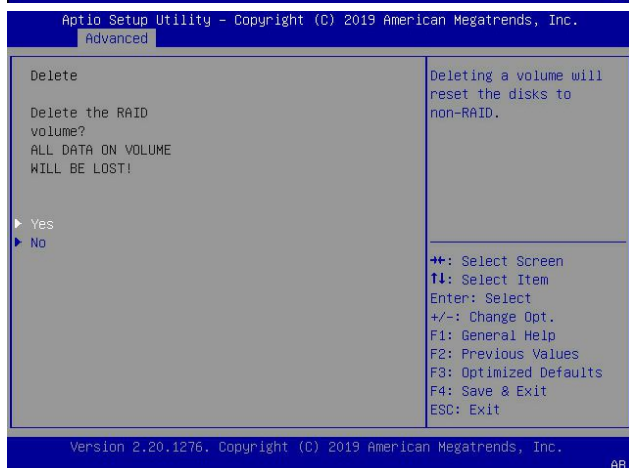 Aptio Setup Utility – Copyright (C) 2019 American Megatrends, Inc.
Advanced
Delete
Delete the RAID
volume?
ALL DATA ON VOLUME
WILL BE LOST!
Yes
No
Deleting a volume will
reset the disks to
non-RAID.
→←: Select Screen
↑↓: Select Item
Enter: Select
+/-: Change Opt.
F1: General Help
F2: Previous Values
F3: Optimized Defaults
F4: Save & Exit
ESC: Exit
Version 2.20.1276. Copyright (C) 2019 American Megatrends, Inc.
AB